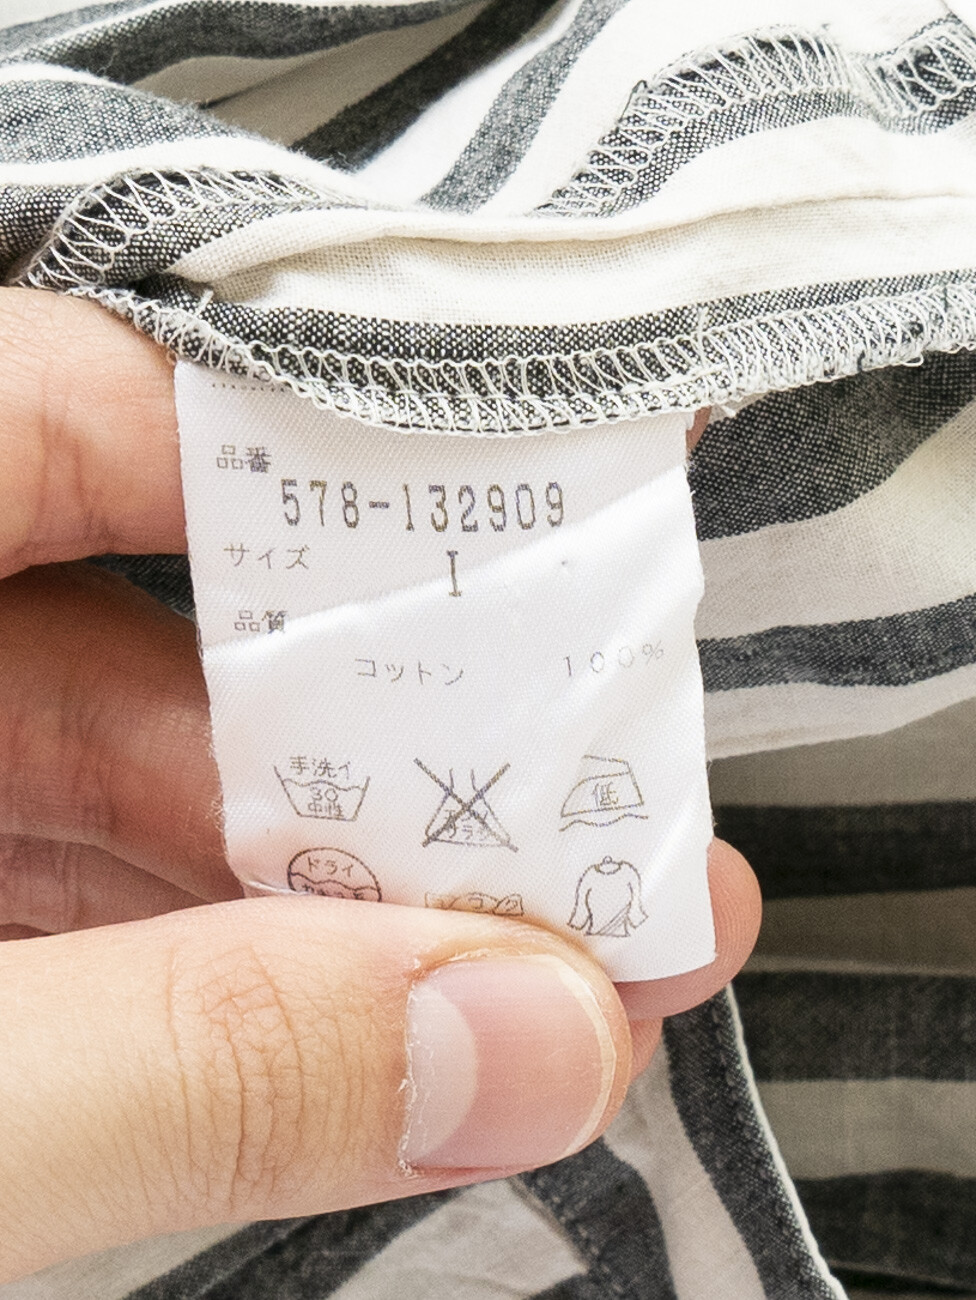 品番
578-132909
サイズ I
品質
コットン 100%
手洗イ
30
中性
低
ドライ